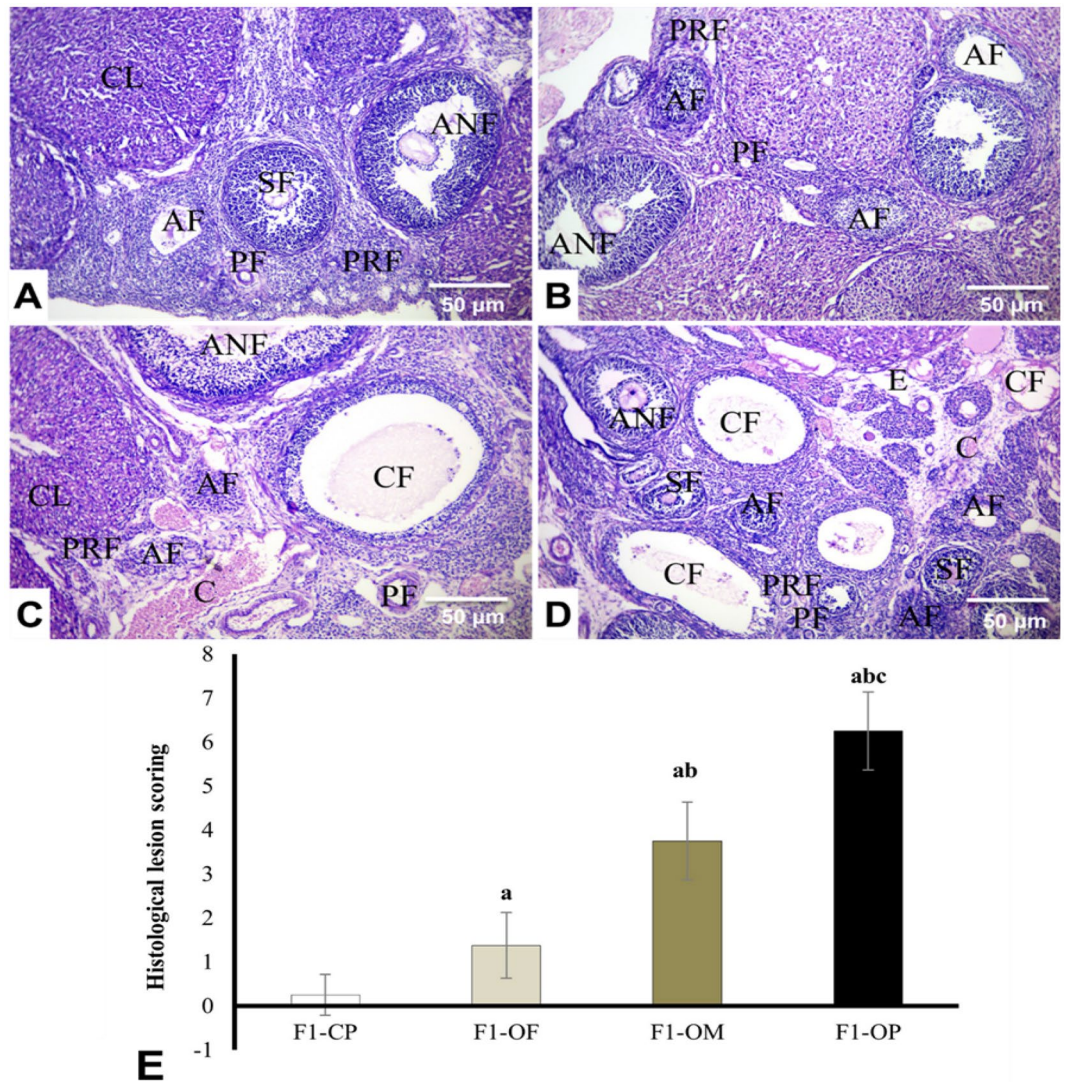 CL
ANF
SF
AF
PF
PRF
A
50 µm
PRF
AF
AF
PF
AF
ANF
B
50 µm
ANF
CF
AF
CL
PRF
AF
C
PF
C
50 µm
E
CF
ANF
CF
C
SF
AF
AF
CF
SF
PRF
PF
AF
D
50 µm
Histological lesion scoring
8
7
6
5
4
3
2
1
0
-1
a
ab
abc
F1-CP F1-OF F1-OM F1-OP
E